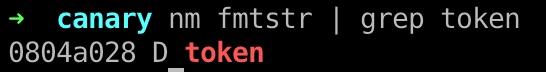 ➜ canary nm fmtstr | grep token
0804a028 D token